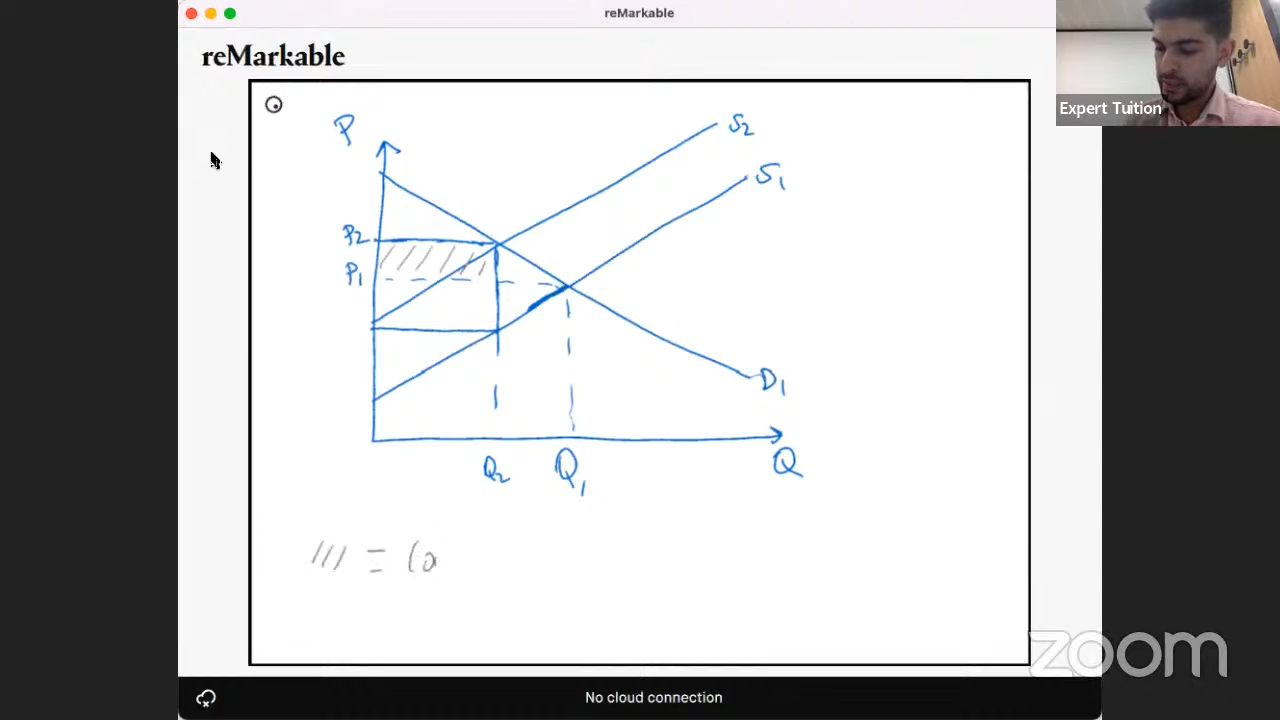 reMarkable
reMarkable
Expert Tuition
P
S2
S1
P2
P1
D1
Q2
Q1
Q
/// =
zoom
No cloud connection